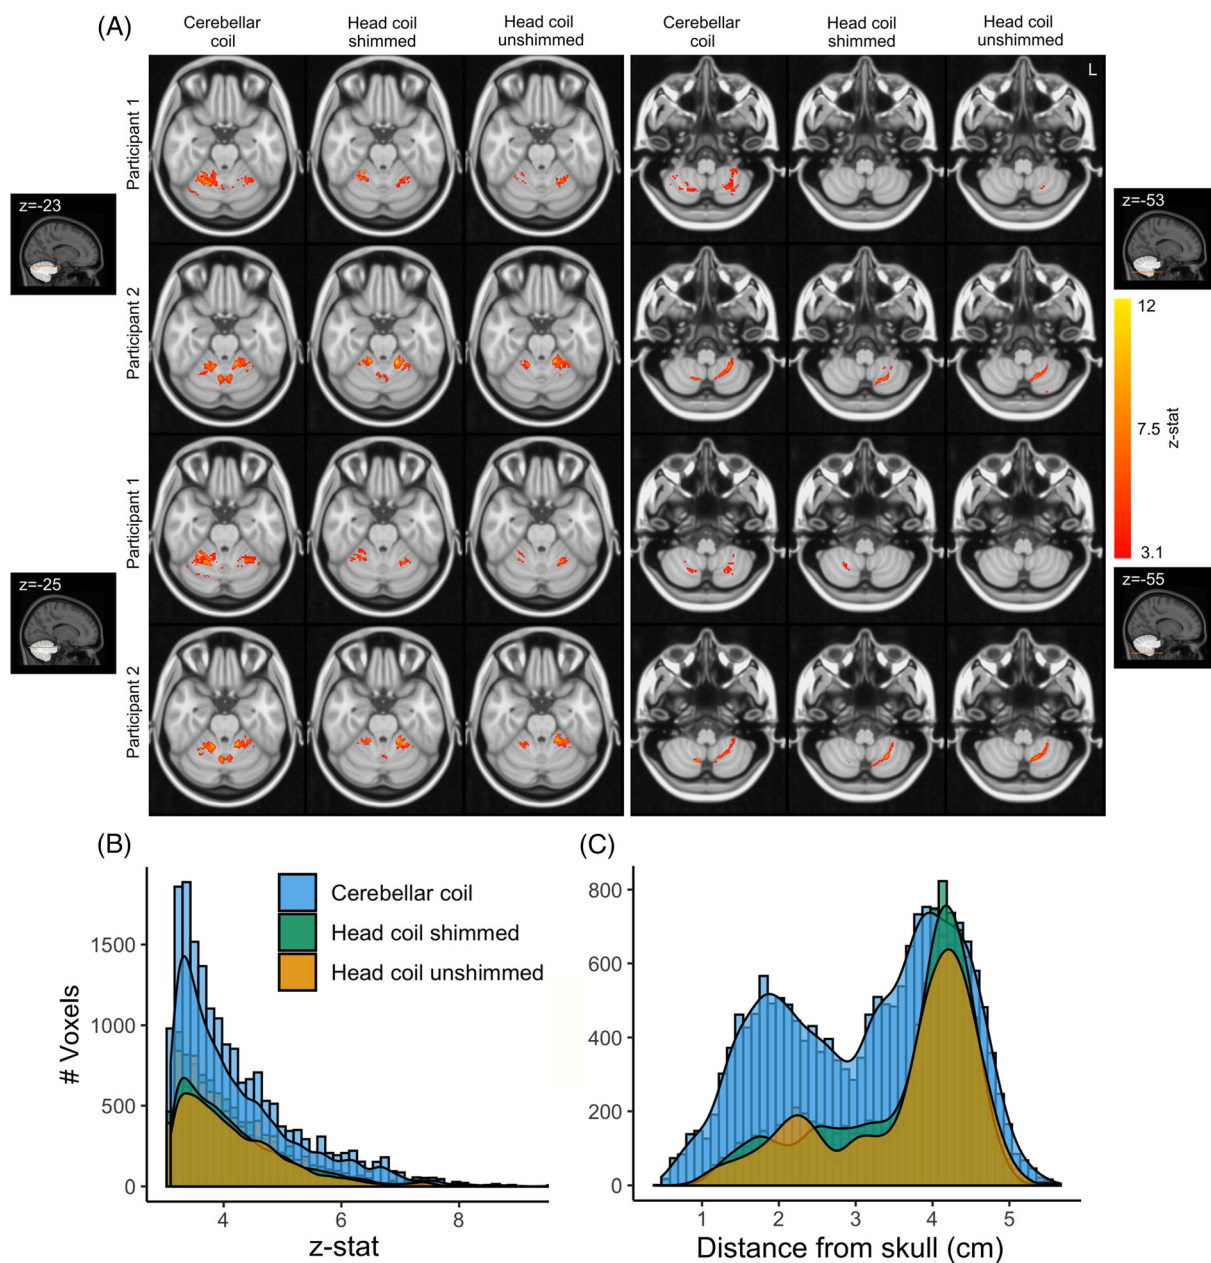 (A)
Cerebellar
coil
Head coil
shimmed
Head coil
unshimmed
Cerebellar
coil
Head coil
shimmed
Head coil
unshimmed
L
Participant 1
Participant 2
Participant 1
Participant 2
z=-23
z=-25
z=-53
12
7.5
z-stat
3.1
z=-55
(B)
Cerebellar coil
Head coil shimmed
Head coil unshimmed
# Voxels
1500
1000
500
0
4
6
8
z-stat
(C)
800
600
400
200
0
1
2
3
4
5
Distance from skull (cm)